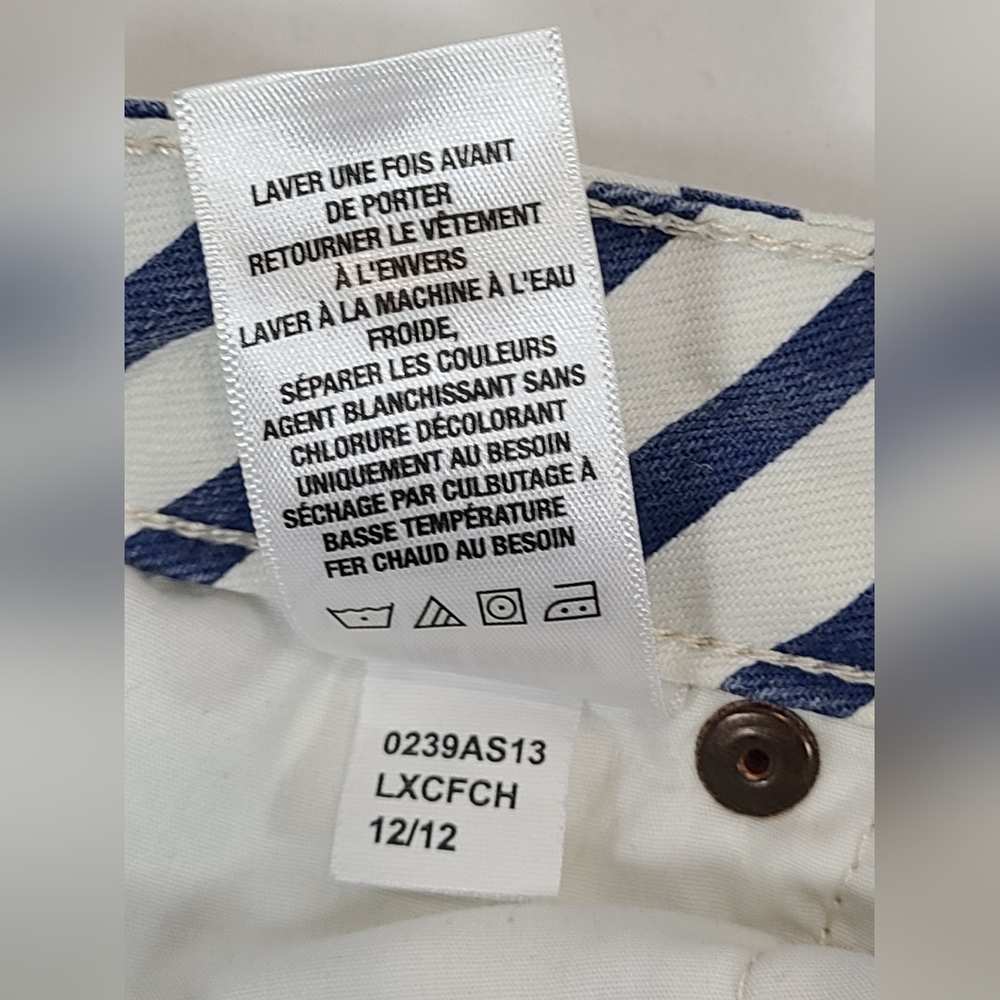 LAVER UNE FOIS AVANT
DE PORTER
RETOURNER LE VÊTEMENT
À L'ENVERS
LAVER À LA MACHINE À L'EAU
FROIDE,
SÉPARER LES COULEURS
AGENT BLANCHISSANT SANS
CHLORURE DÉCOLORANT
UNIQUEMENT AU BESOIN
SÉCHAGE PAR CULBUTAGE À
BASSE TEMPÉRATURE
FER CHAUD AU BESOIN
0239AS13
LXCFCH
12/12